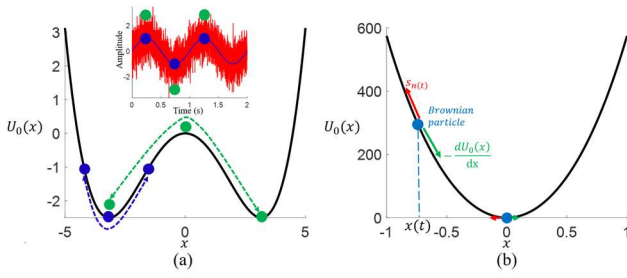 3
2
1
0
-1
-2
U₀(x)
-5
0
5
x
(a)
Amplitude
2
0
-2
0
0.5
1
1.5
2
Time (s)
600
400
200
0
U₀(x)
sₙ(t)
Brownian
particle
- dU₀(x)
dx
-1
x(t)
-0.5
0
0.5
1
x
(b)